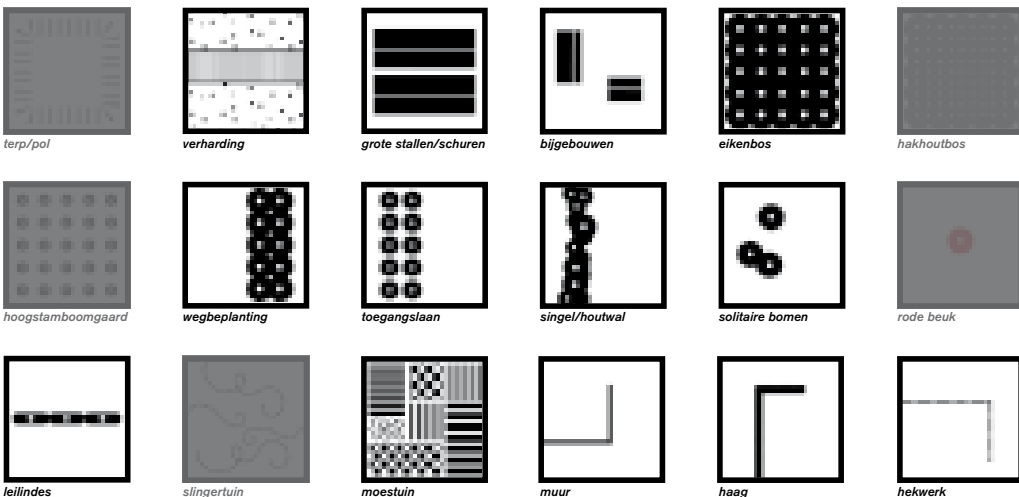 terp/pol verharding grote stallen/schuren bijgebouwen eikenbos hakhoutbos
hoogstamboomgaard wegbeplanting toegangslaan singel/houtwal solitaire bomen rode beuk
leilindes slingertuin moestuin muur haag hekwerk